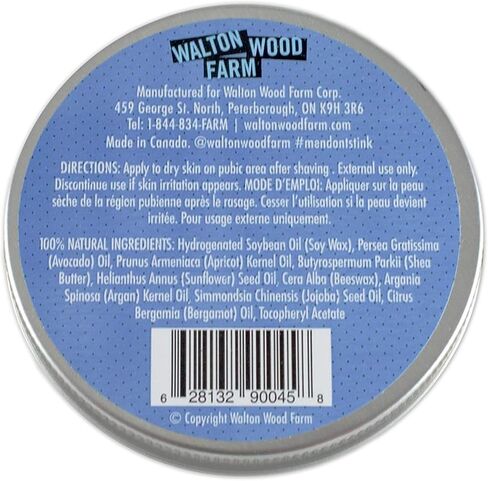 WALTON WOOD
FARM
Manufactured for Walton Wood Farm Corp.
459 George St. North, Peterborough, ON K9H 3R6
Tel: 1-844-834-FARM | waltonwoodfarm.com
Made in Canada. @waltonwoodfarm #mendontstink
DIRECTIONS: Apply to dry skin on pubic area after shaving . External use only.
Discontinue use if skin irritation appears. MODE D'EMPLOI: Appliquer sur la peau
sèche de la région pubienne après le rasage. Cesser l'utilisation si la peau devient
irritée. Pour usage externe uniquement.
100% NATURAL INGREDIENTS: Hydrogenated Soybean Oil (Soy Wax), Persea Gratissima
(Avocado) Oil, Prunus Armeniaca (Apricot) Kernel Oil, Butyrospermum Parkii (Shea
Butter), Helianthus Annus (Sunflower) Seed Oil, Cera Alba (Beeswax), Argania
Spinosa (Argan) Kernel Oil, Simmondsia Chinensis (Jojoba) Seed Oil, Citrus
Bergamia (Bergamot) Oil, Tocopheryl Acetate
6 28132 90045 8
© Copyright Walton Wood Farm